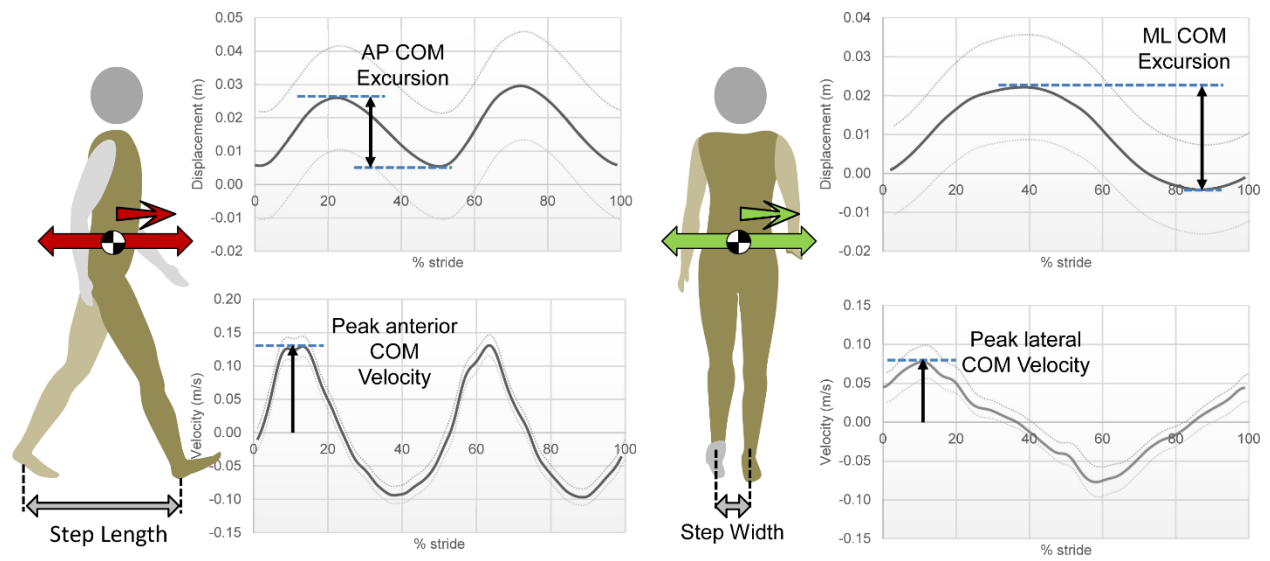 0.05
0.04
0.03
0.02
0.01
0.00
-0.01
-0.02
Displacement (m)
AP COM
Excursion
0
20
40
60
80
100
% stride
0.20
0.15
0.10
0.05
0.00
-0.05
-0.10
-0.15
Velocity (m/s)
Peak anterior
COM
Velocity
0
20
40
60
80
100
% stride
Step Length
0.04
0.03
0.02
0.01
0.00
-0.01
-0.02
Displacement (m)
ML COM
Excursion
0
20
40
60
80
100
% stride
0.15
0.10
0.05
0.00
-0.05
-0.10
-0.15
Velocity (m/s)
Peak lateral
COM Velocity
0
20
40
60
80
100
% stride
Step Width